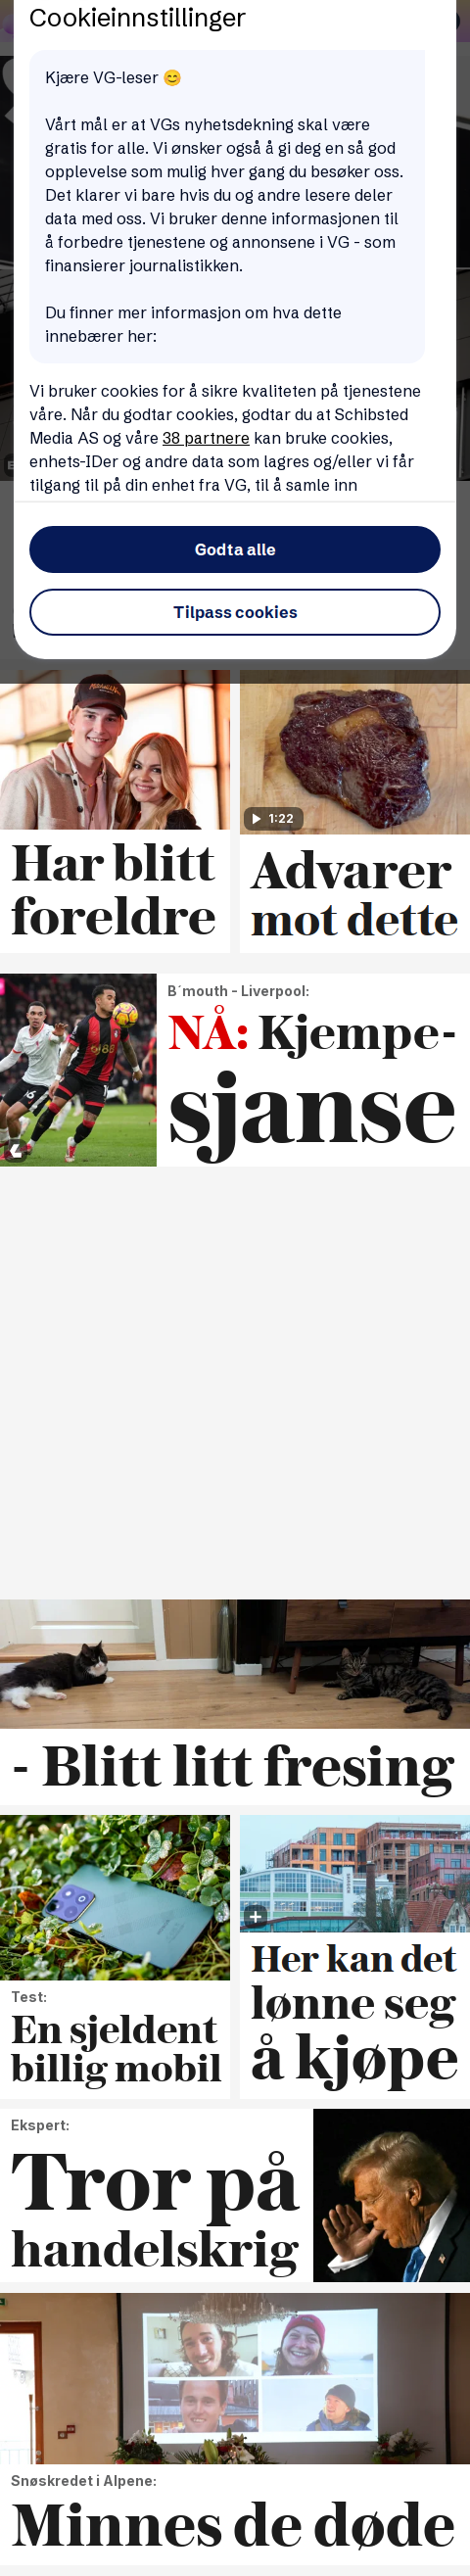 Cookieinnstillinger
Kjære VG-leser 😊
Vårt mål er at VGs nyhetsdekning skal være
gratis for alle. Vi ønsker også å gi deg en så god
opplevelse som mulig hver gang du besøker oss.
Det klarer vi bare hvis du og andre lesere deler
data med oss. Vi bruker denne informasjonen til
å forbedre tjenestene og annonsene i VG - som
finansierer journalistikken.
Du finner mer informasjon om hva dette
innebærer her:
Vi bruker cookies for å sikre kvaliteten på tjenestene
våre. Når du godtar cookies, godtar du at Schibsted
Media AS og våre 38 partnere kan bruke cookies,
enhets-IDer og andre data som lagres og/eller vi får
tilgang til på din enhet fra VG, til å samle inn
Godta alle
Tilpass cookies
1:22
Har blitt
foreldre
Advarer
mot dette
B´mouth - Liverpool:
NÅ: Kjempe-
sjanse
- Blitt litt fresing
Test:
En sjeldent
billig mobil
Her kan det
lønne seg
å kjøpe
Ekspert:
Tror på
handelskrig
Snøskredet i Alpene:
Minnes de døde